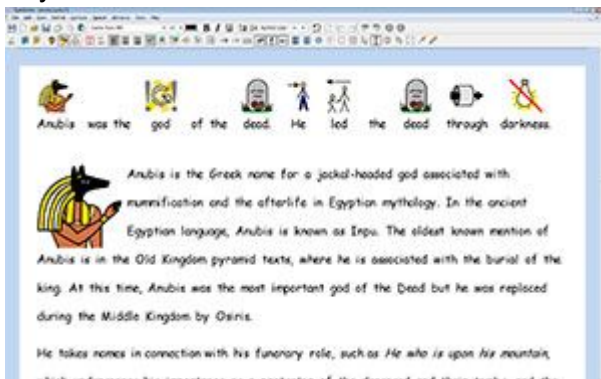 Anubis was the god of the dead. He led the dead through darkness.
Anubis is the Greek name for a jackal-headed god associated with
mummification and the afterlife in Egyptian mythology. In the ancient
Egyptian language, Anubis is known as Inpu. The oldest known mention of
Anubis is in the Old Kingdom pyramid texts, where he is associated with the burial of the
king. At this time, Anubis was the most important god of the Dead but he was replaced
during the Middle Kingdom by Osiris.
He takes names in connection with his funerary role, such as He who is upon his mountain,